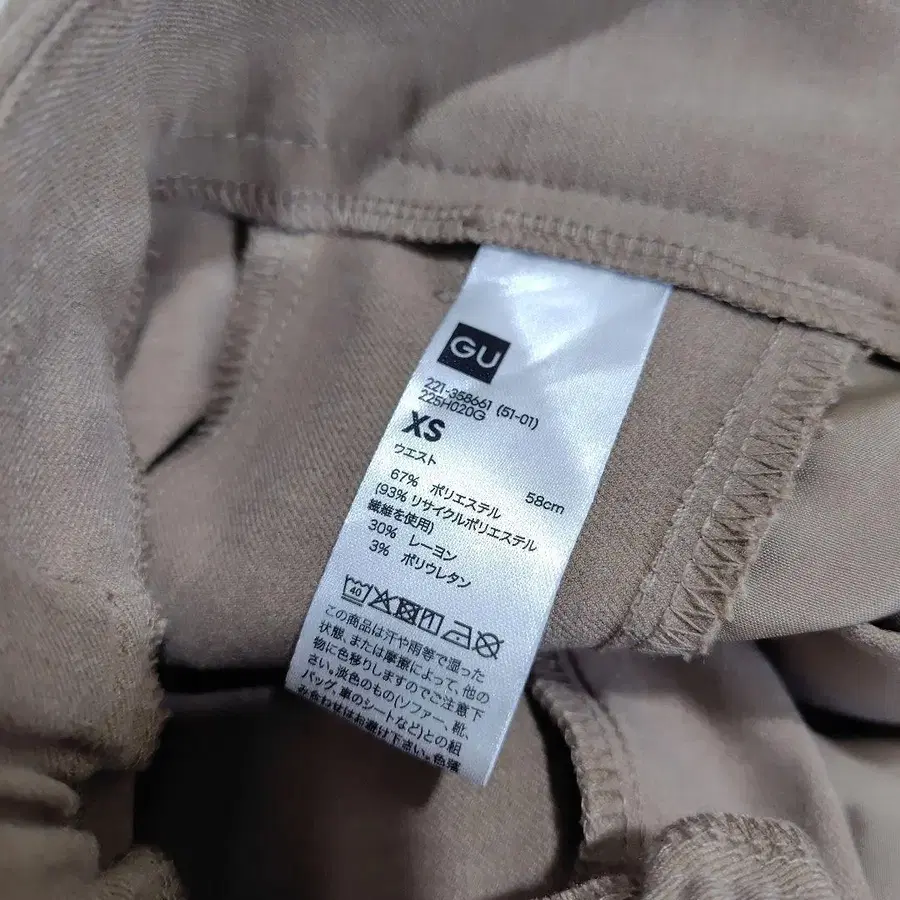 GU
221-358661 (51-01)
225H020G
XS
ウエスト 58cm
67% ポリエステル
(93% リサイクルポリエステル
繊維を使用)
30% レーヨン
3% ポリウレタン
40
この商品は汗や雨等で湿った
状態、または摩擦によって、他の
物に色移りしますのでご注意下
さい。淡色のもの(ソファー、靴、
バッグ、車のシートなど)との組
み合わせはお避け下さい。色落